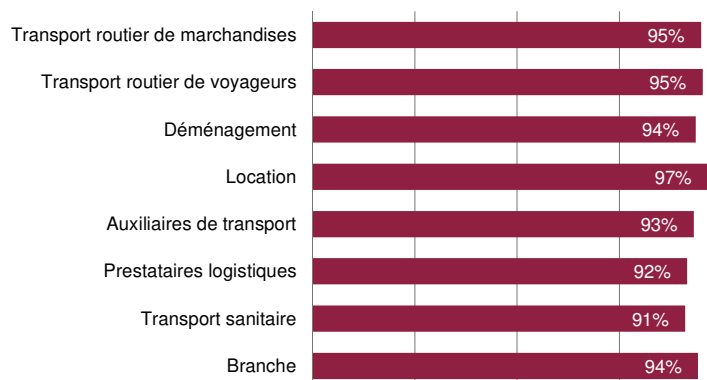 Transport routier de marchandises 95%
Transport routier de voyageurs 95%
Déménagement 94%
Location 97%
Auxiliaires de transport 93%
Prestataires logistiques 92%
Transport sanitaire 91%
Branche 94%